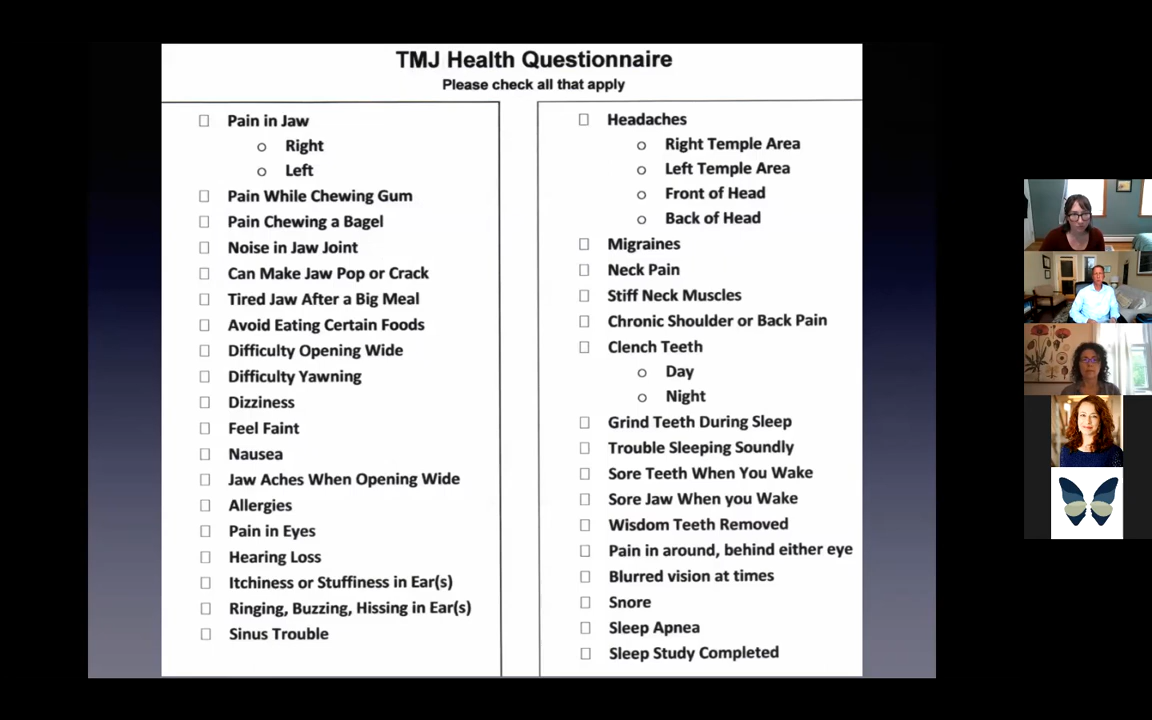 TMJ Health Questionnaire
Please check all that apply
Pain in Jaw
Right
Left
Pain While Chewing Gum
Pain Chewing a Bagel
Noise in Jaw Joint
Can Make Jaw Pop or Crack
Tired Jaw After a Big Meal
Avoid Eating Certain Foods
Difficulty Opening Wide
Difficulty Yawning
Dizziness
Feel Faint
Nausea
Jaw Aches When Opening Wide
Allergies
Pain in Eyes
Hearing Loss
Itchiness or Stuffiness in Ear(s)
Ringing, Buzzing, Hissing in Ear(s)
Sinus Trouble
Headaches
Right Temple Area
Left Temple Area
Front of Head
Back of Head
Migraines
Neck Pain
Stiff Neck Muscles
Chronic Shoulder or Back Pain
Clench Teeth
Day
Night
Grind Teeth During Sleep
Trouble Sleeping Soundly
Sore Teeth When You Wake
Sore Jaw When you Wake
Wisdom Teeth Removed
Pain in around, behind either eye
Blurred vision at times
Snore
Sleep Apnea
Sleep Study Completed